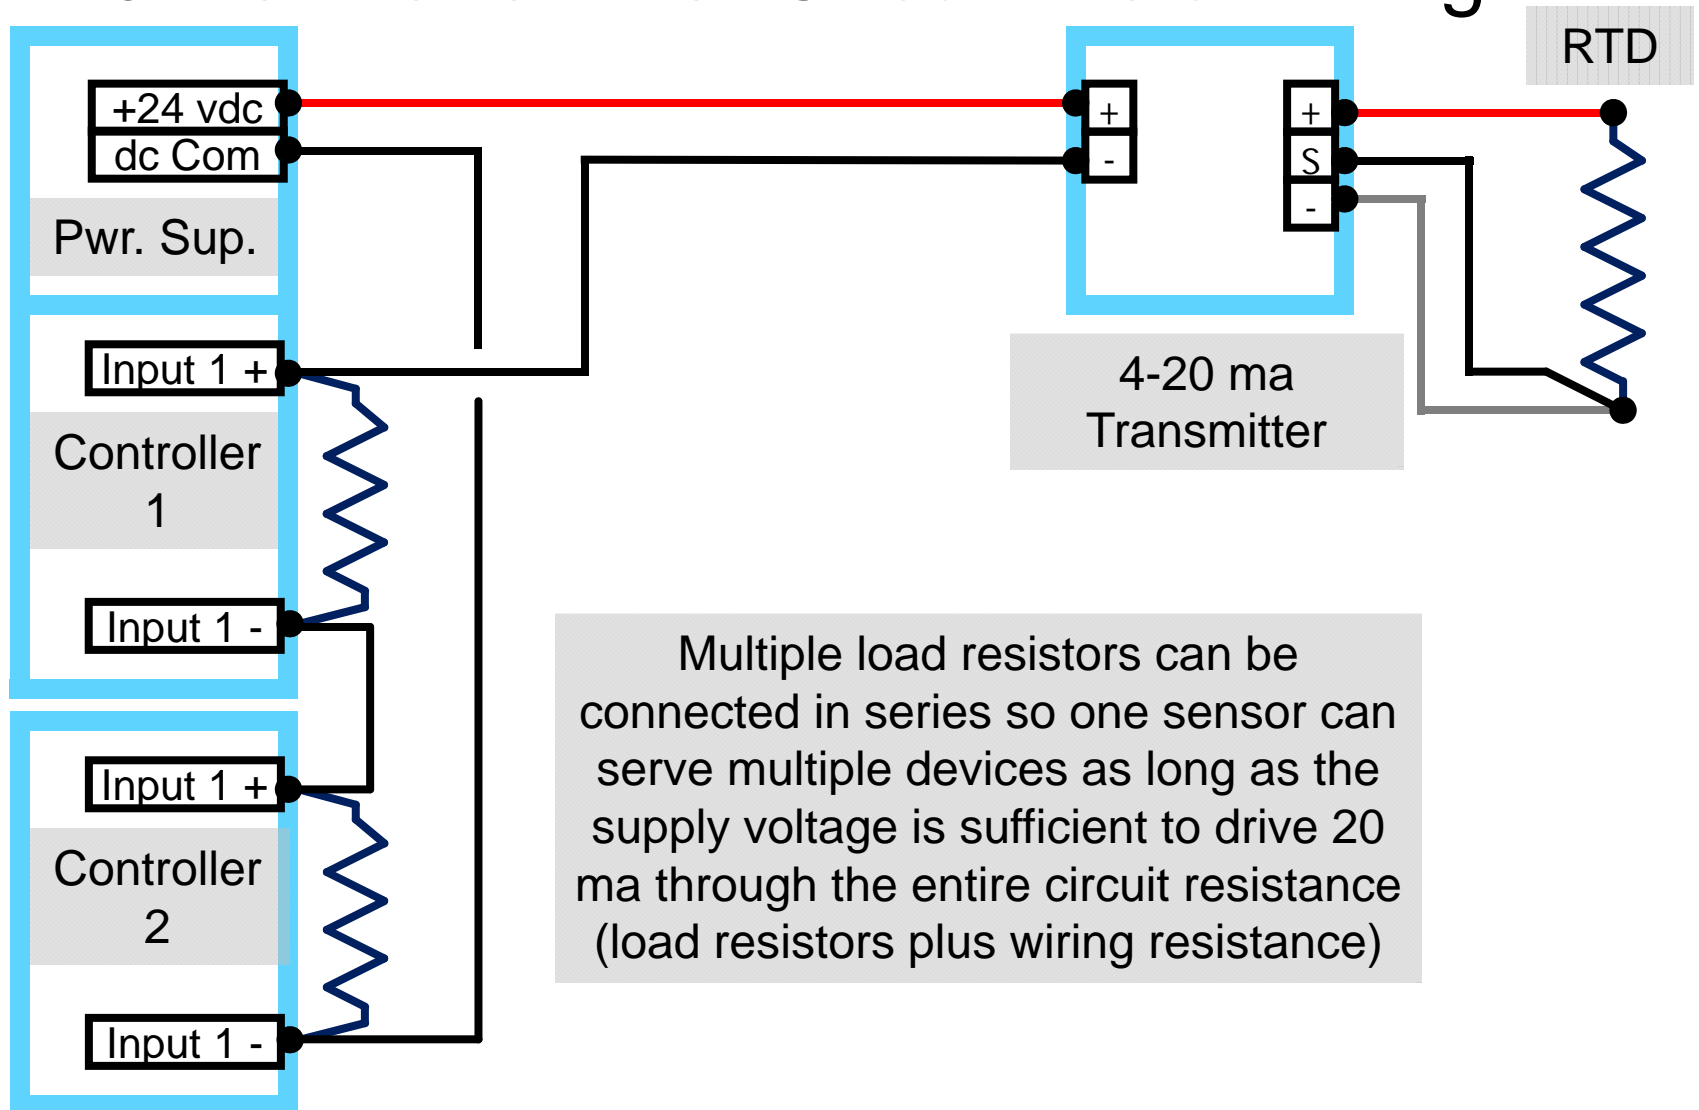 RTD
+24 vdc
dc Com
Pwr. Sup.
+
-
+
S
-
Input 1 +
Controller
1
Input 1 -
4-20 ma
Transmitter
Input 1 +
Controller
2
Input 1 -
Multiple load resistors can be
connected in series so one sensor can
serve multiple devices as long as the
supply voltage is sufficient to drive 20
ma through the entire circuit resistance
(load resistors plus wiring resistance)